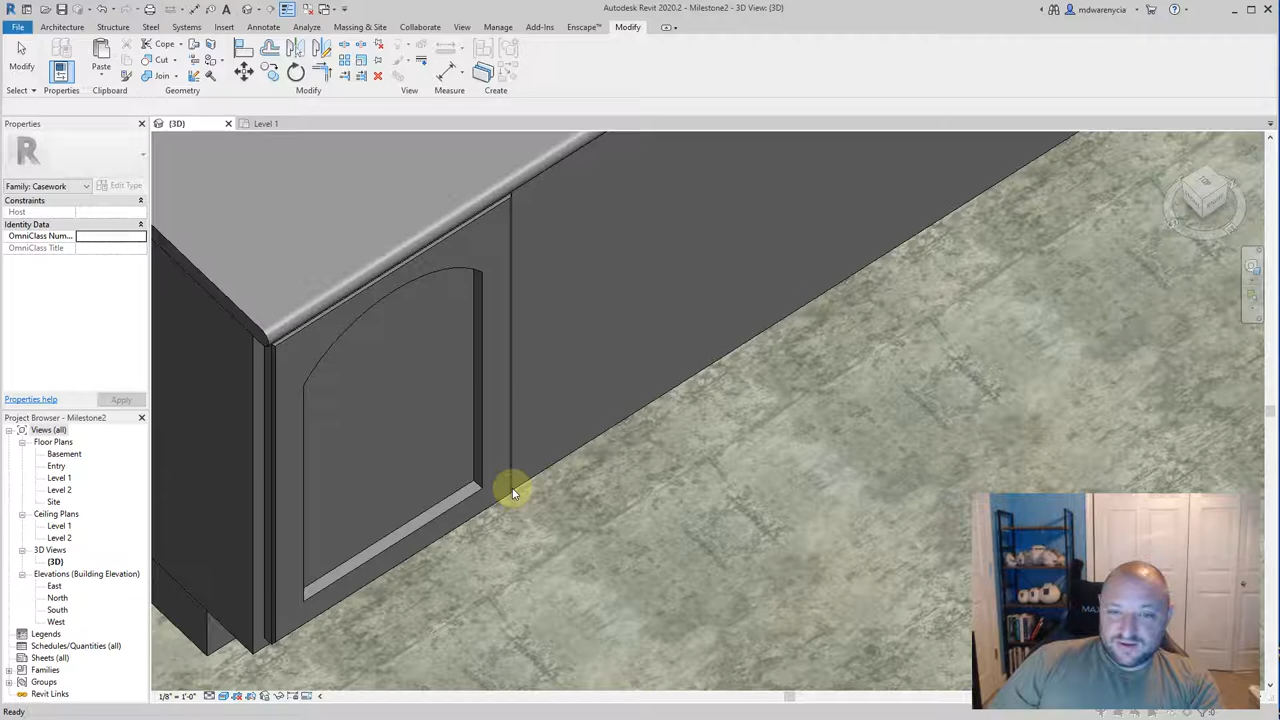 Autodesk Revit 2020.2 - Milestone2 - 3D View: {3D}
mdwarenycia
File
Architecture
Structure
Steel
Systems
Insert
Annotate
Analyze
Massing & Site
Collaborate
View
Manage
Add-Ins
Enscape™
Modify
Modify
Paste
Cope
Cut
Join
Select
Properties
Clipboard
Geometry
Modify
View
Measure
Create
Properties
{3D}
Level 1
Family: Casework
Edit Type
Constraints
Host
Identity Data
OmniClass Num...
OmniClass Title
Properties help
Apply
Project Browser - Milestone2
Views (all)
Floor Plans
Basement
Entry
Level 1
Level 2
Site
Ceiling Plans
Level 1
Level 2
3D Views
{3D}
Elevations (Building Elevation)
East
North
South
West
Legends
Schedules/Quantities (all)
Sheets (all)
Families
Groups
Revit Links
1/8" = 1'-0"
Ready
TOP